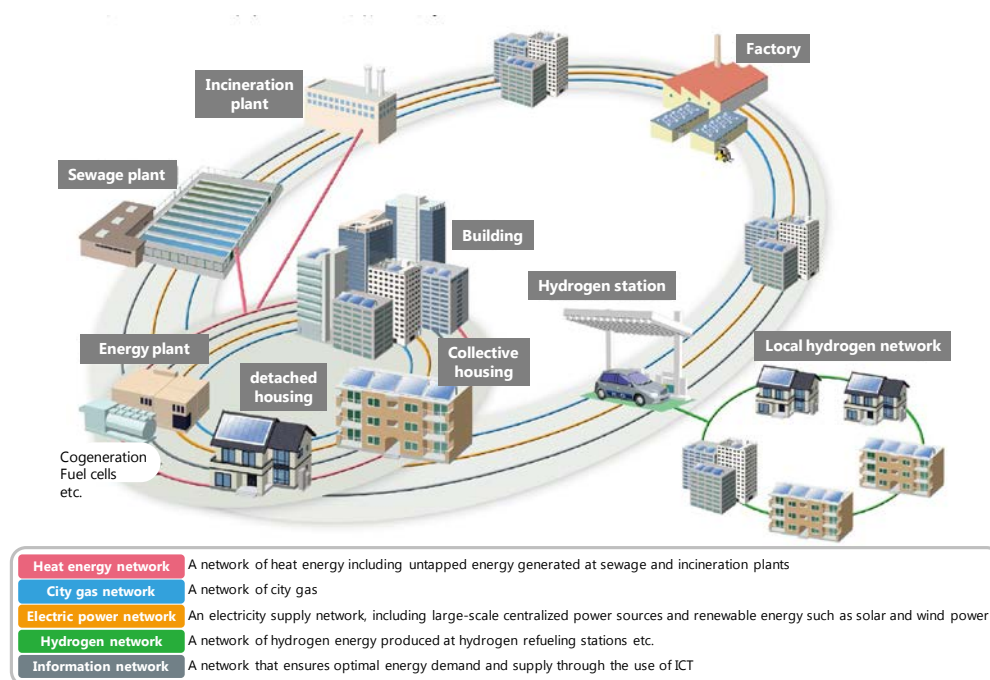 Factory
Incineration
plant
Sewage plant
Building
Hydrogen station
Energy plant
Collective
housing
Local hydrogen network
detached
housing
Cogeneration
Fuel cells
etc.
Heat energy network A network of heat energy including untapped energy generated at sewage and incineration plants
City gas network A network of city gas
Electric power network An electricity supply network, including large-scale centralized power sources and renewable energy such as solar and wind power
Hydrogen network A network of hydrogen energy produced at hydrogen refueling stations etc.
Information network A network that ensures optimal energy demand and supply through the use of ICT